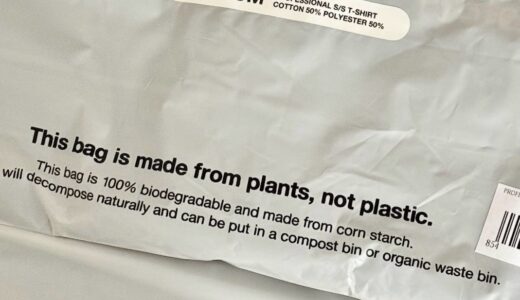 S/S T-SHIRT
COTTON 50% POLYESTER 50%
This bag is made from plants, not plastic.
This bag is 100% biodegradable and made from corn starch.
will decompose naturally and can be put in a compost bin or organic waste bin.
854